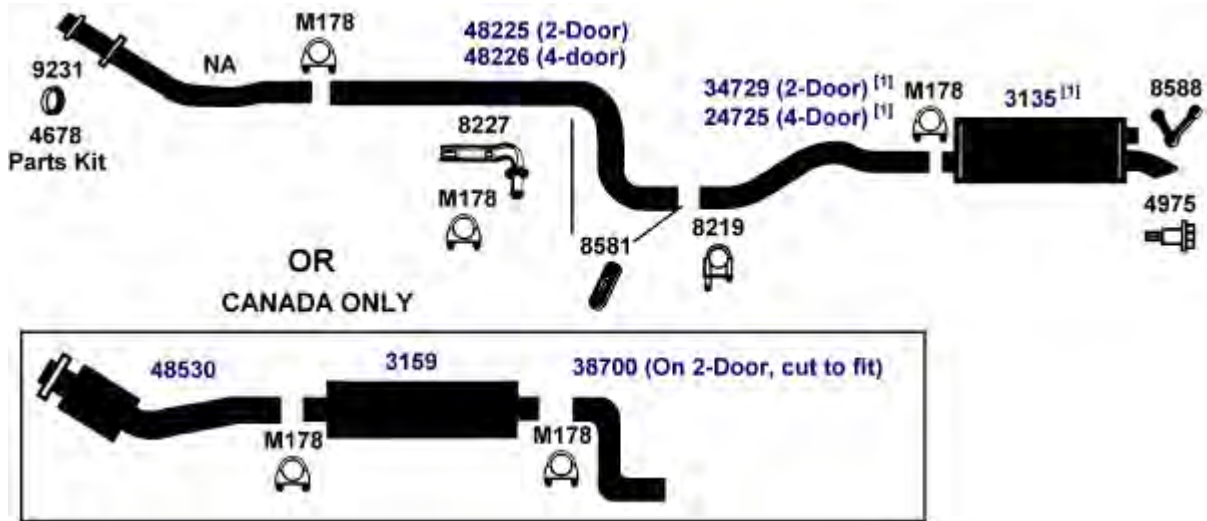 M178
48225 (2-Door)
48226 (4-door)
9231
NA
34729 (2-Door) [1]
24725 (4-Door) [1]
M178
3135 [1]
8588
4678
Parts Kit
8227
M178
8581
8219
4975
OR
CANADA ONLY
48530
3159
38700 (On 2-Door, cut to fit)
M178
M178